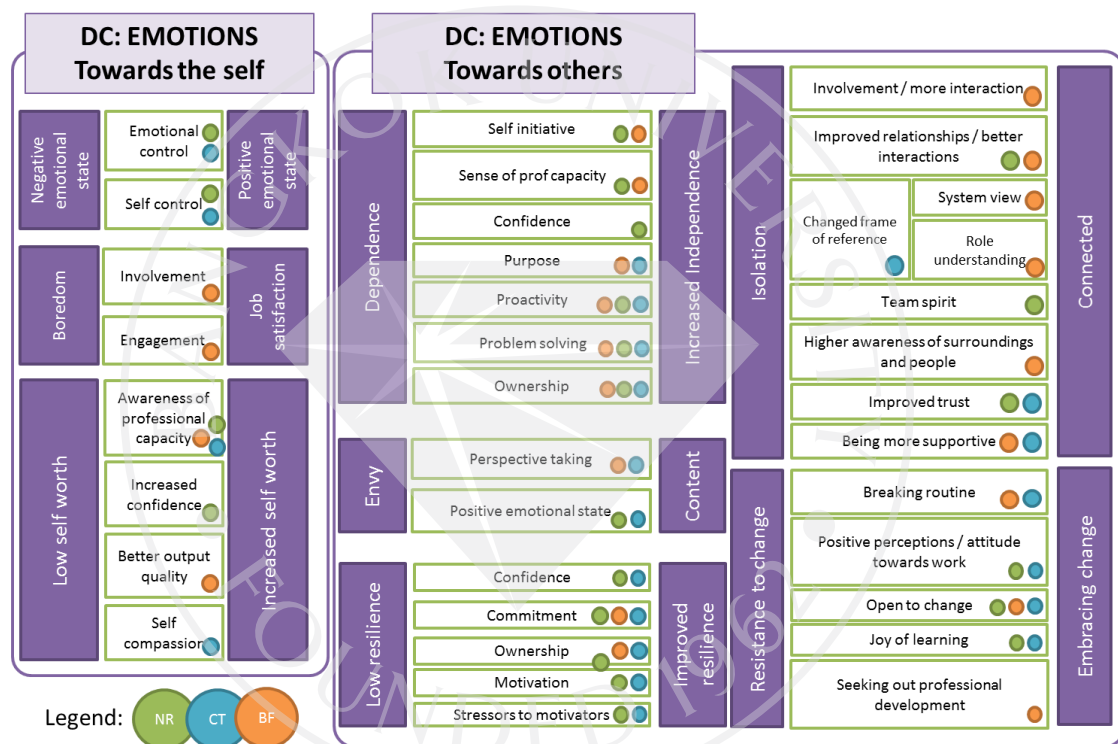 DC: EMOTIONS
Towards the self
Negative
emotional
state
Emotional
control
Self control
Positive
emotional
state
Boredom
Involvement
Engagement
Job
satisfaction
Low self worth
Awareness of
professional
capacity
Increased
confidence
Better output
quality
Self
compassion
Increased self worth
DC: EMOTIONS
Towards others
Dependence
Self initiative
Sense of prof capacity
Confidence
Purpose
Proactivity
Problem solving
Ownership
Increased Independence
Envy
Perspective taking
Positive emotional state
Content
Low resilience
Confidence
Commitment
Ownership
Motivation
Stressors to motivators
Improved
resilience
Isolation
Involvement / more interaction
Improved relationships / better
interactions
Changed frame
of reference
System view
Role
understanding
Team spirit
Higher awareness of surroundings
and people
Improved trust
Being more supportive
Connected
Resistance to change
Breaking routine
Positive perceptions / attitude
towards work
Open to change
Joy of learning
Seeking out professional
development
Embracing change
Legend:
NR
CT
BF
BANGKOK UNIVERSITY
FOUNDED 1962